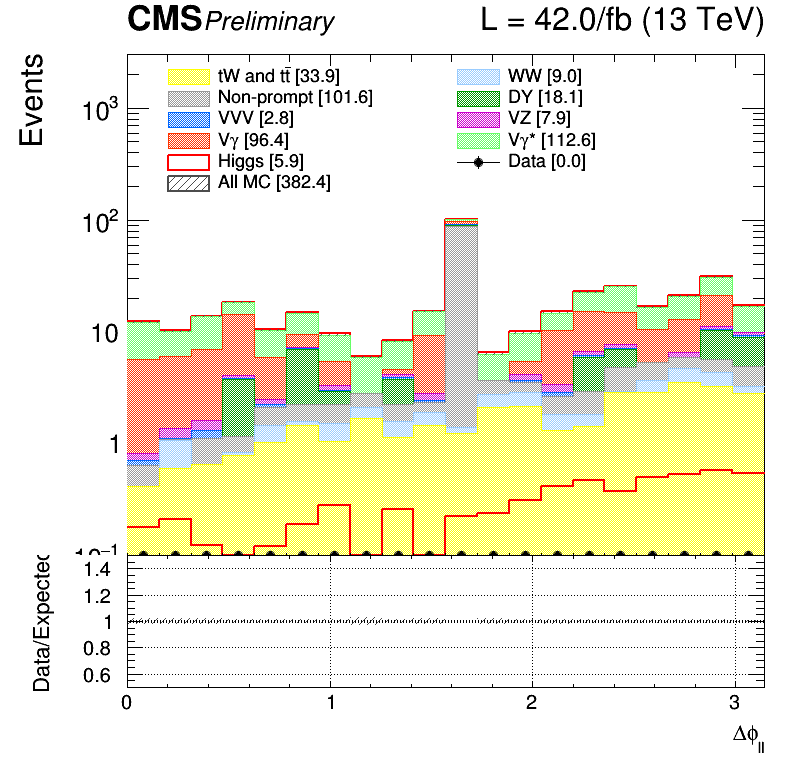 CMS Preliminary L = 42.0/fb (13 TeV)
Events
tW and tt̄ [33.9] WW [9.0]
Non-prompt [101.6] DY [18.1]
VVV [2.8] VZ [7.9]
Vγ [96.4] Vγ* [112.6]
Higgs [5.9] Data [0.0]
All MC [382.4]
10³
10²
10
1
10⁻¹
Data/Expected
1.4
1.2
1
0.8
0.6
0 1 2 3
Δϕ_ll